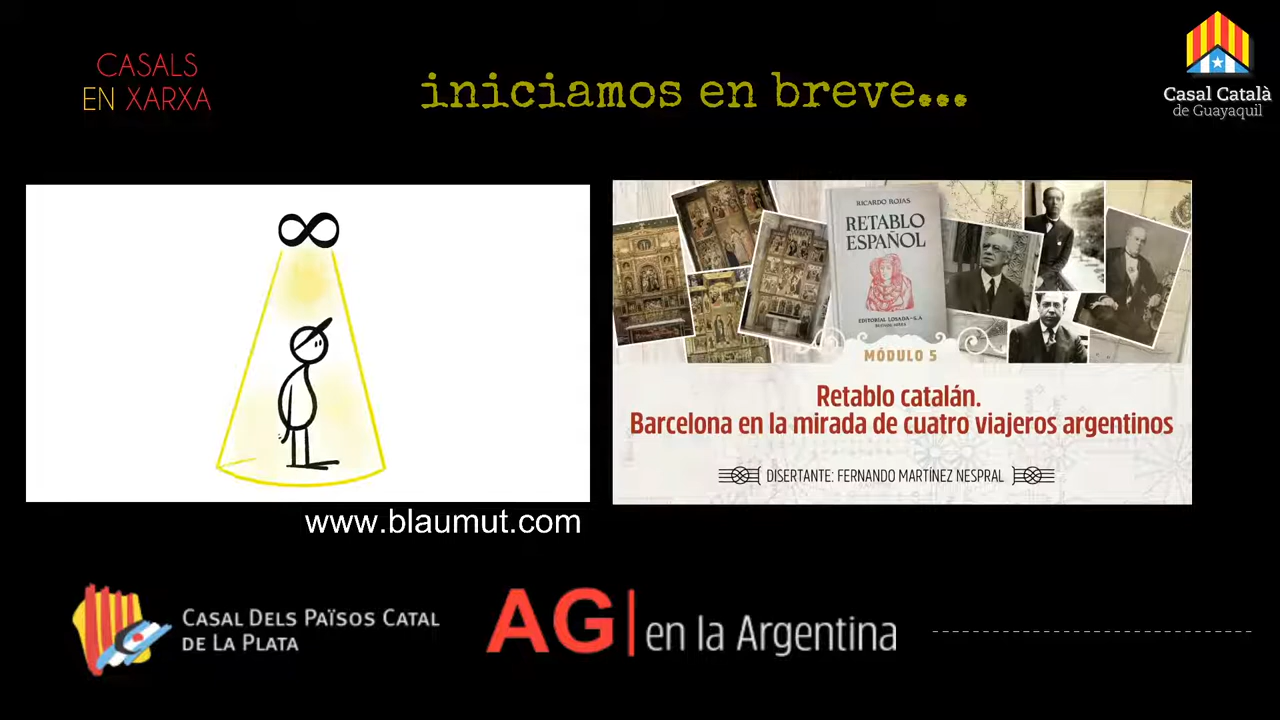 CASALS
EN XARXA
iniciamos en breve...
Casal Català
de Guayaquil
RICARDO ROJAS
RETABLO
ESPAÑOL
EDITORIAL LOSADA-S.A
BUENOS AIRES
MÓDULO 5
Retablo catalán.
Barcelona en la mirada de cuatro viajeros argentinos
DISERTANTE: FERNANDO MARTÍNEZ NESPRAL
www.blaumut.com
CASAL DELS PAÏSOS CATAL
DE LA PLATA
AG| en la Argentina